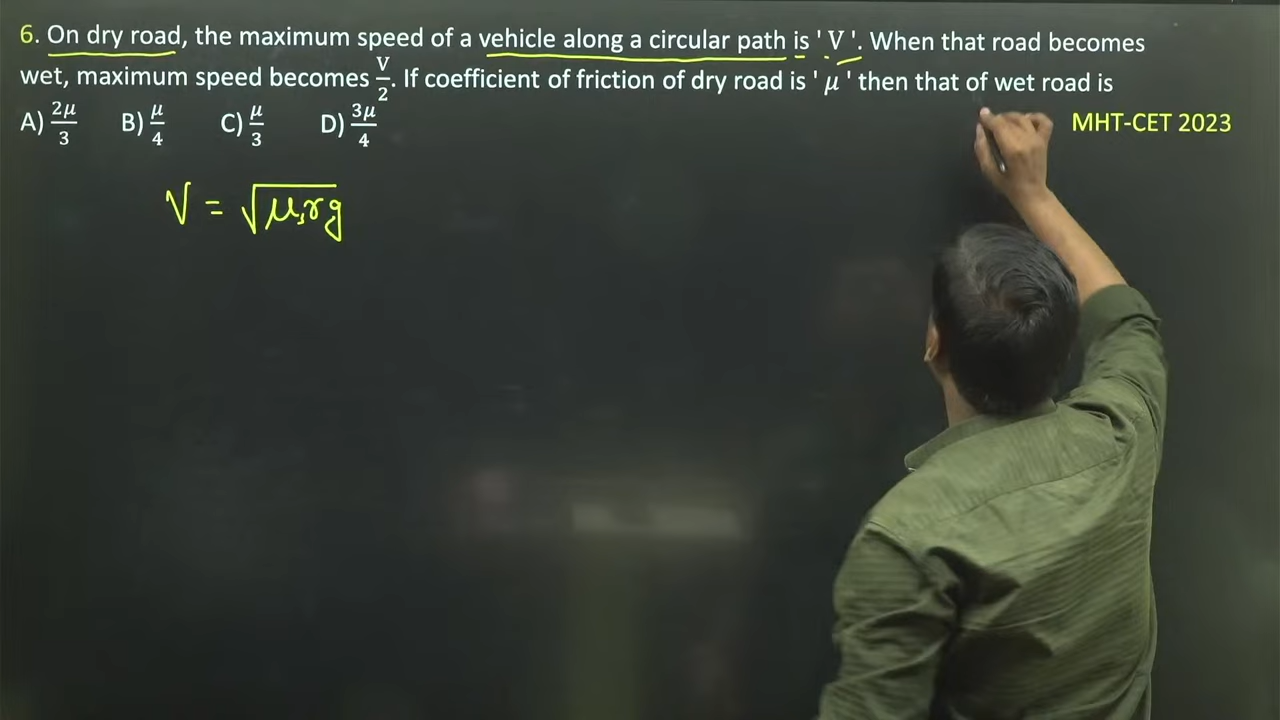 6. On dry road, the maximum speed of a vehicle along a circular path is ' V '. When that road becomes
wet, maximum speed becomes V/2. If coefficient of friction of dry road is ' μ ' then that of wet road is
A) 2μ/3 B) μ/4 C) μ/3 D) 3μ/4 MHT-CET 2023
V = √μsrg